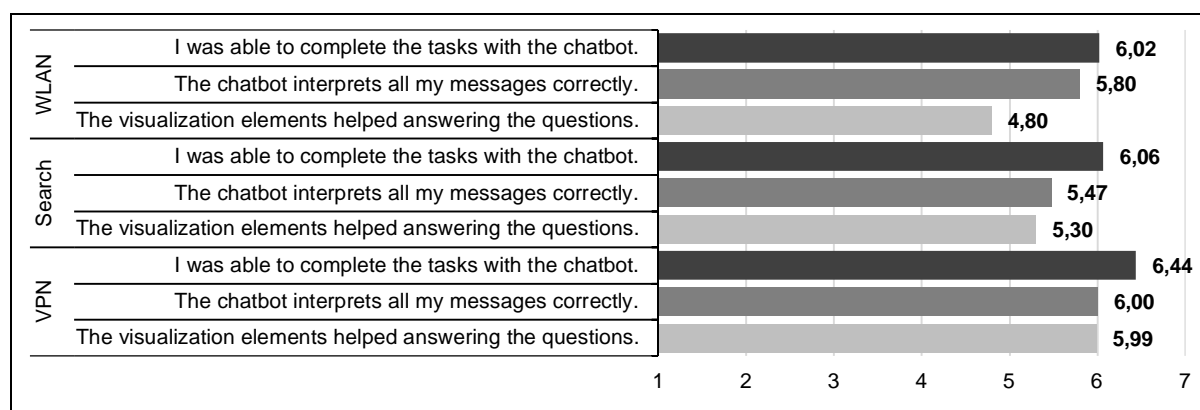 WLAN
I was able to complete the tasks with the chatbot. 6,02
The chatbot interprets all my messages correctly. 5,80
The visualization elements helped answering the questions. 4,80
Search
I was able to complete the tasks with the chatbot. 6,06
The chatbot interprets all my messages correctly. 5,47
The visualization elements helped answering the questions. 5,30
VPN
I was able to complete the tasks with the chatbot. 6,44
The chatbot interprets all my messages correctly. 6,00
The visualization elements helped answering the questions. 5,99
1 2 3 4 5 6 7